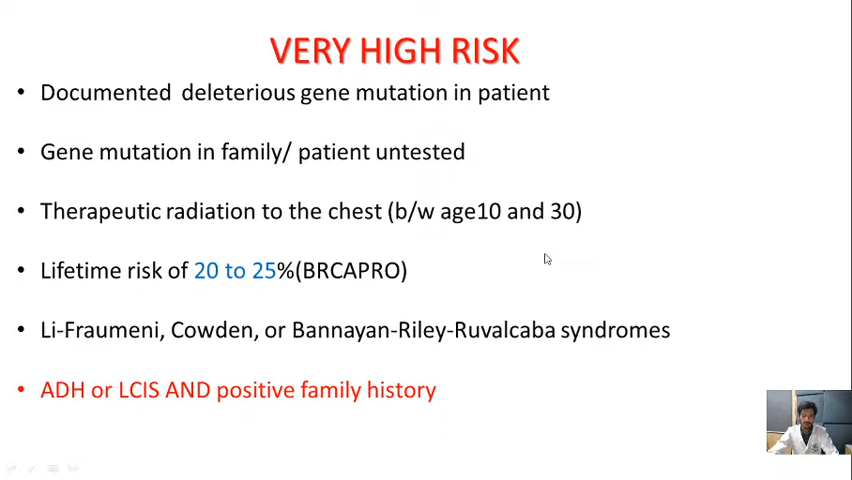 VERY HIGH RISK
• Documented deleterious gene mutation in patient
• Gene mutation in family/ patient untested
• Therapeutic radiation to the chest (b/w age10 and 30)
• Lifetime risk of 20 to 25%(BRCAPRO)
• Li-Fraumeni, Cowden, or Bannayan-Riley-Ruvalcaba syndromes
• ADH or LCIS AND positive family history